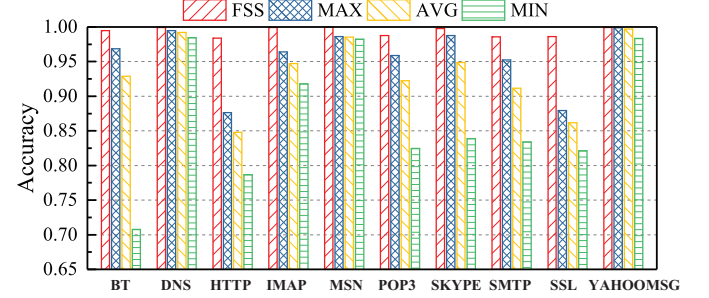 FSS MAX AVG MIN
1.00
0.95
0.90
0.85
0.80
0.75
0.70
0.65
Accuracy
BT DNS HTTP IMAP MSN POP3 SKYPE SMTP SSL YAHOOMSG